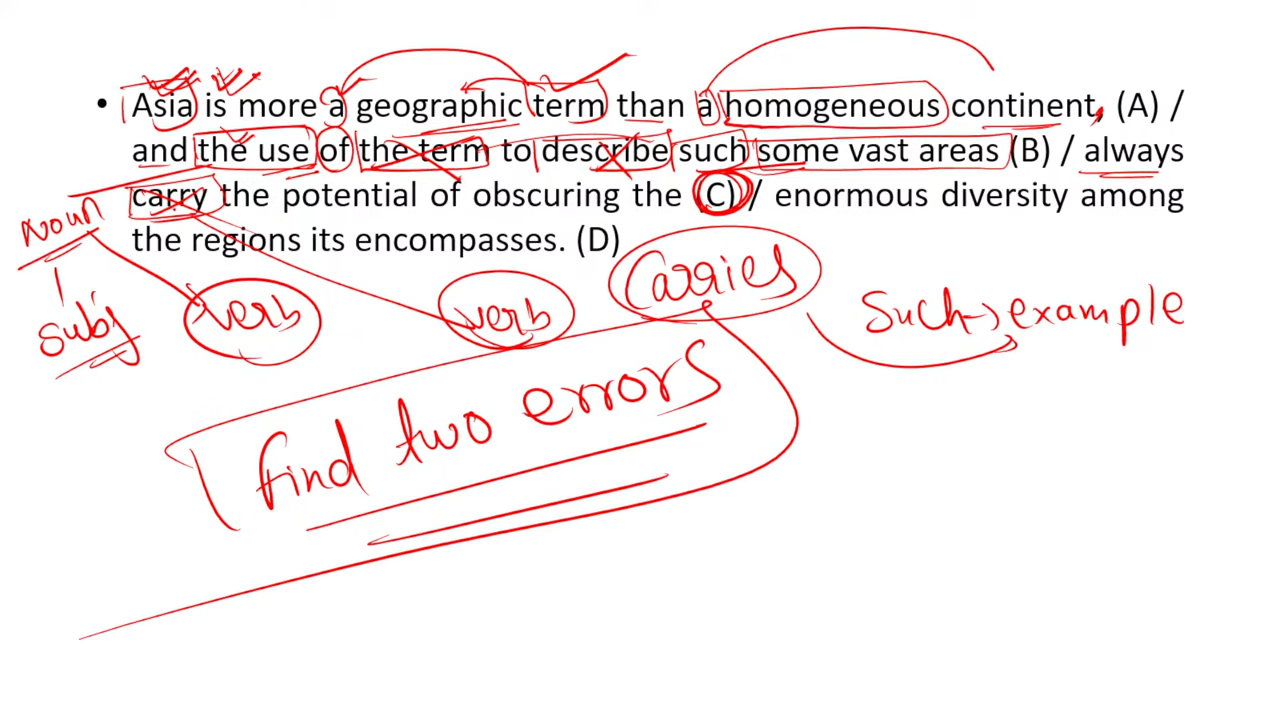 • Asia is more a geographic term than a homogeneous continent, (A) /
and the use of the term to describe such some vast areas (B) / always
carry the potential of obscuring the (C) / enormous diversity among
the regions its encompasses. (D)
Noun
subj
verb
verb
Carries
Such → example
Find two errors